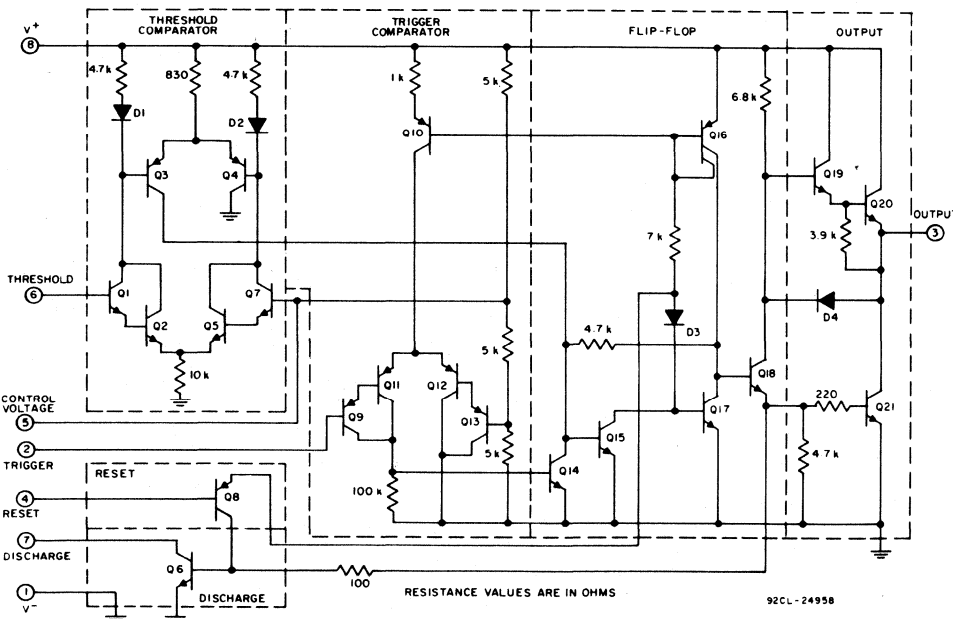 THRESHOLD
COMPARATOR
TRIGGER
COMPARATOR
FLIP-FLOP
OUTPUT
V+
8
4.7k
830
4.7k
1k
5k
6.8k
D1
D2
Q10
Q16
Q3
Q4
Q19
Q20
OUTPUT
3
3.9k
7k
THRESHOLD
6
Q1
Q7
Q2
Q5
D4
D3
5k
4.7k
10k
Q11
Q12
Q18
220
CONTROL
VOLTAGE
5
Q9
Q13
Q17
Q21
2
TRIGGER
5k
Q15
4.7k
RESET
Q14
4
RESET
Q8
100k
7
DISCHARGE
Q6
100
1
V-
DISCHARGE
RESISTANCE VALUES ARE IN OHMS
92CL-24958